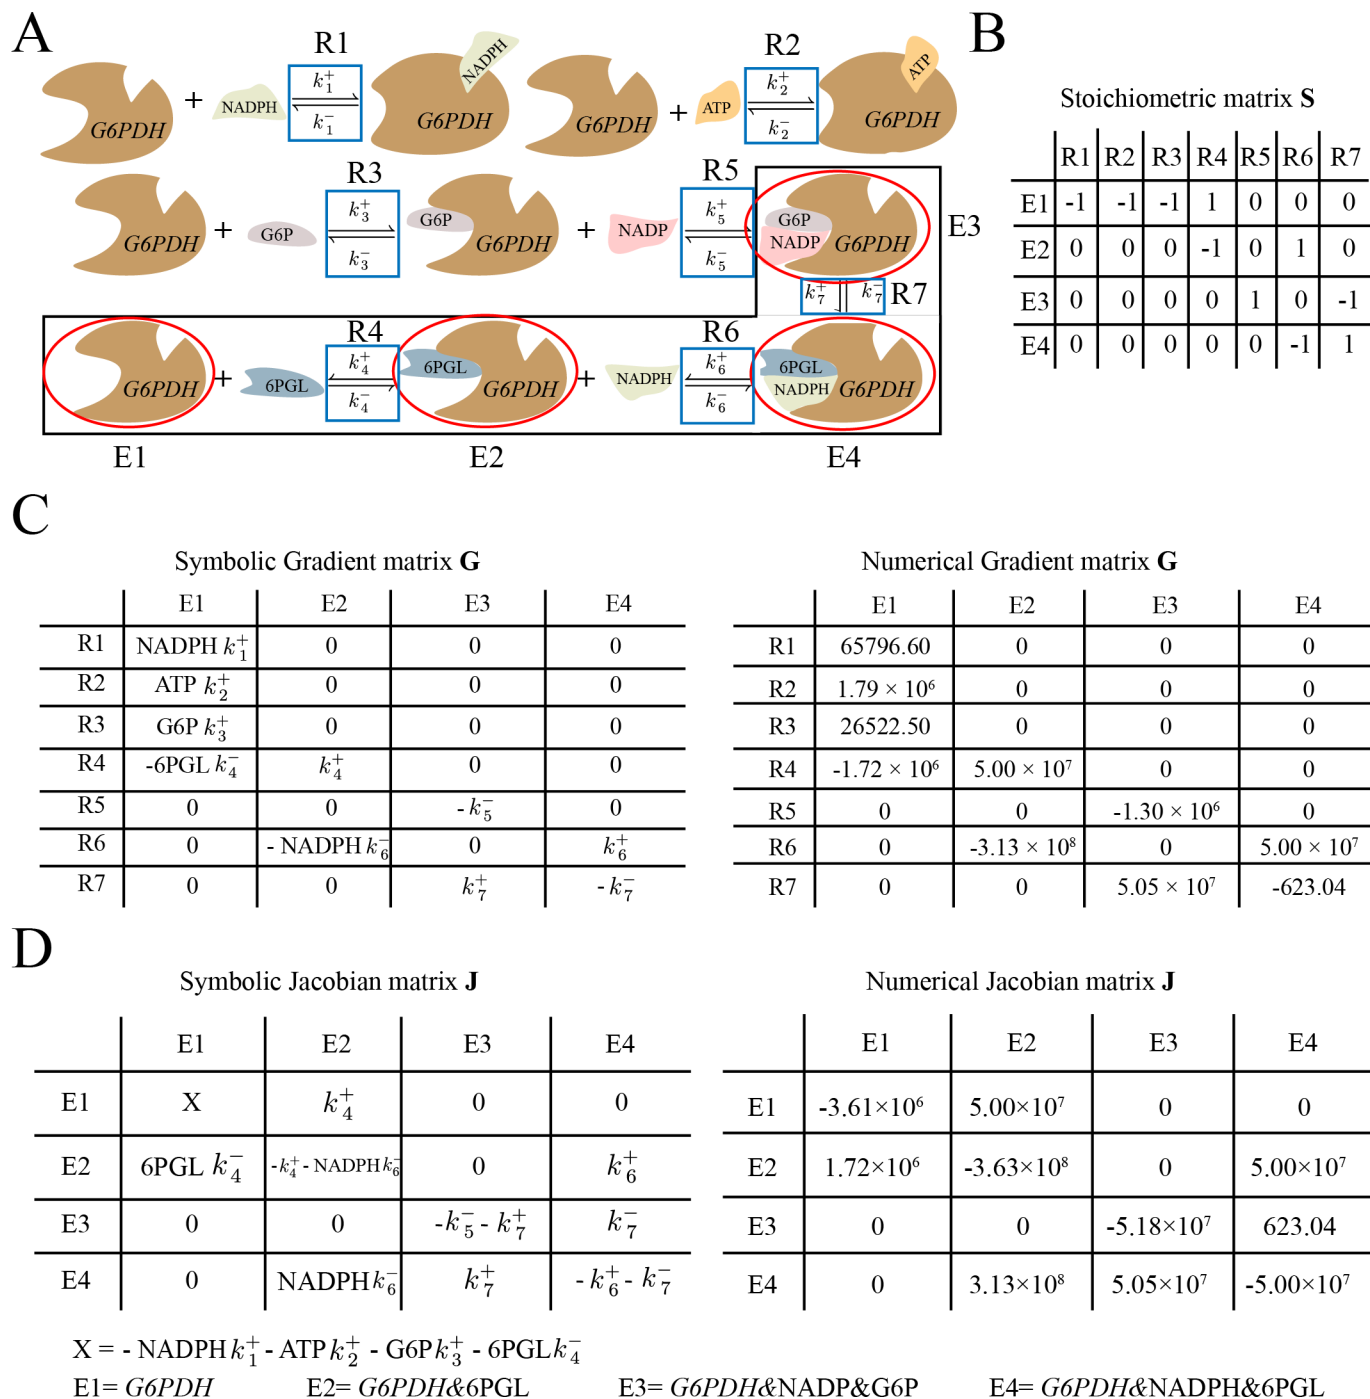 A
R1
R2
B
NADPH
ATP
G6PDH + NADPH k₁⁺ k₁⁻ G6PDH
G6PDH + ATP k₂⁺ k₂⁻ G6PDH
R3
R5
G6PDH + G6P k₃⁺ k₃⁻ G6P G6PDH + NADP k₅⁺ k₅⁻ G6P NADP G6PDH E3
k₇⁺ k₇⁻ R7
R4
R6
G6PDH + 6PGL k₄⁺ k₄⁻ 6PGL G6PDH + NADPH k₆⁺ k₆⁻ 6PGL NADPH G6PDH
E1 E2 E4
Stoichiometric matrix S
R1 R2 R3 R4 R5 R6 R7
E1 -1 -1 -1 1 0 0 0
E2 0 0 0 -1 0 1 0
E3 0 0 0 0 1 0 -1
E4 0 0 0 0 0 -1 1
C
Symbolic Gradient matrix G
E1 E2 E3 E4
R1 NADPH k₁⁺ 0 0 0
R2 ATP k₂⁺ 0 0 0
R3 G6P k₃⁺ 0 0 0
R4 -6PGL k₄⁻ k₄⁺ 0 0
R5 0 0 -k₅⁻ 0
R6 0 - NADPH k₆⁻ 0 k₆⁺
R7 0 0 k₇⁺ -k₇⁻
Numerical Gradient matrix G
E1 E2 E3 E4
R1 65796.60 0 0 0
R2 1.79 × 10⁶ 0 0 0
R3 26522.50 0 0 0
R4 -1.72 × 10⁶ 5.00 × 10⁷ 0 0
R5 0 0 -1.30 × 10⁶ 0
R6 0 -3.13 × 10⁸ 0 5.00 × 10⁷
R7 0 0 5.05 × 10⁷ -623.04
D
Symbolic Jacobian matrix J
E1 E2 E3 E4
E1 X k₄⁺ 0 0
E2 6PGL k₄⁻ -k₄⁺- NADPH k₆⁻ 0 k₆⁺
E3 0 0 -k₅⁻ - k₇⁺ k₇⁻
E4 0 NADPH k₆⁻ k₇⁺ -k₆⁺- k₇⁻
Numerical Jacobian matrix J
E1 E2 E3 E4
E1 -3.61×10⁶ 5.00×10⁷ 0 0
E2 1.72×10⁶ -3.63×10⁸ 0 5.00×10⁷
E3 0 0 -5.18×10⁷ 623.04
E4 0 3.13×10⁸ 5.05×10⁷ -5.00×10⁷
X = - NADPH k₁⁺ - ATP k₂⁺ - G6P k₃⁺ - 6PGL k₄⁻
E1= G6PDH E2= G6PDH&6PGL E3= G6PDH&NADP&G6P E4= G6PDH&NADPH&6PGL